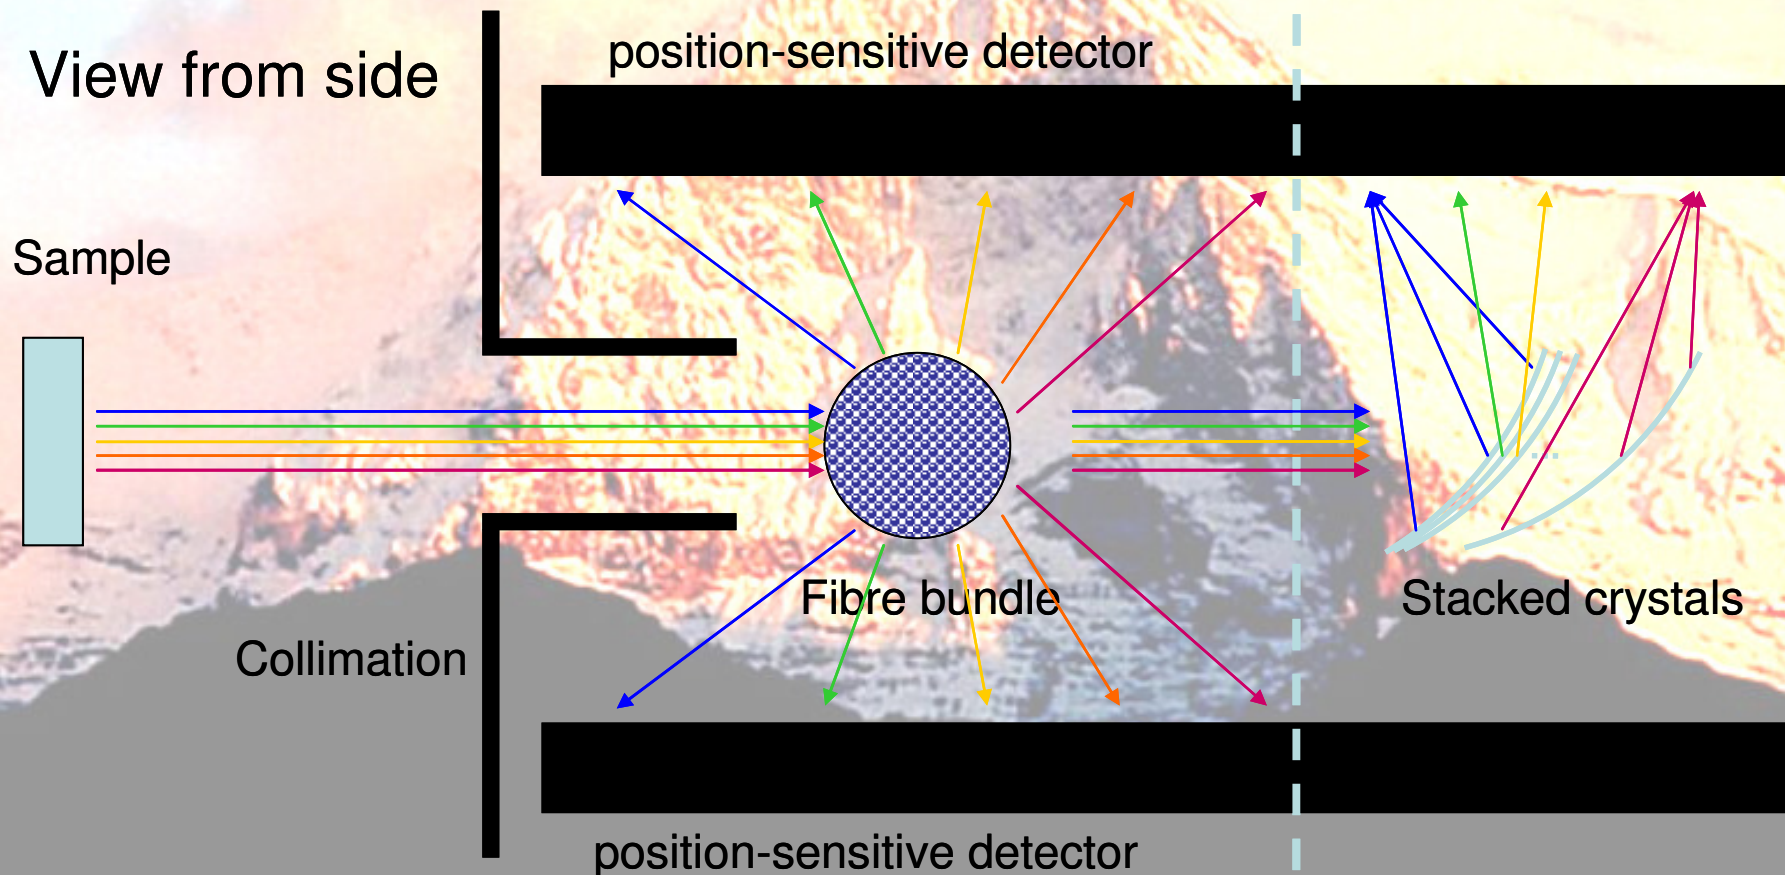 View from side
position-sensitive detector
Sample
Fibre bundle
Stacked crystals
Collimation
position-sensitive detector